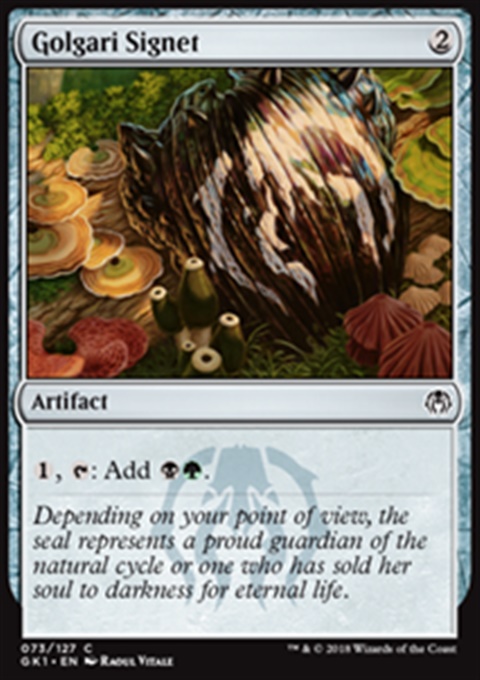 Golgari Signet 2
Artifact
1, : Add .
Depending on your point of view, the
seal represents a proud guardian of the
natural cycle or one who has sold her
soul to darkness for eternal life.
073/127 C
GK1 • EN Raoul Vitale
™ & © 2018 Wizards of the Coast